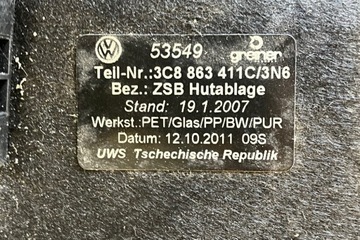 53549 greiner
Teil-Nr.:3C8 863 411C/3N6
Bez.: ZSB Hutablage
Stand: 19.1.2007
Werkst.:PET/Glas/PP/BW/PUR
Datum: 12.10.2011 09S
UWS Tschechische Republik